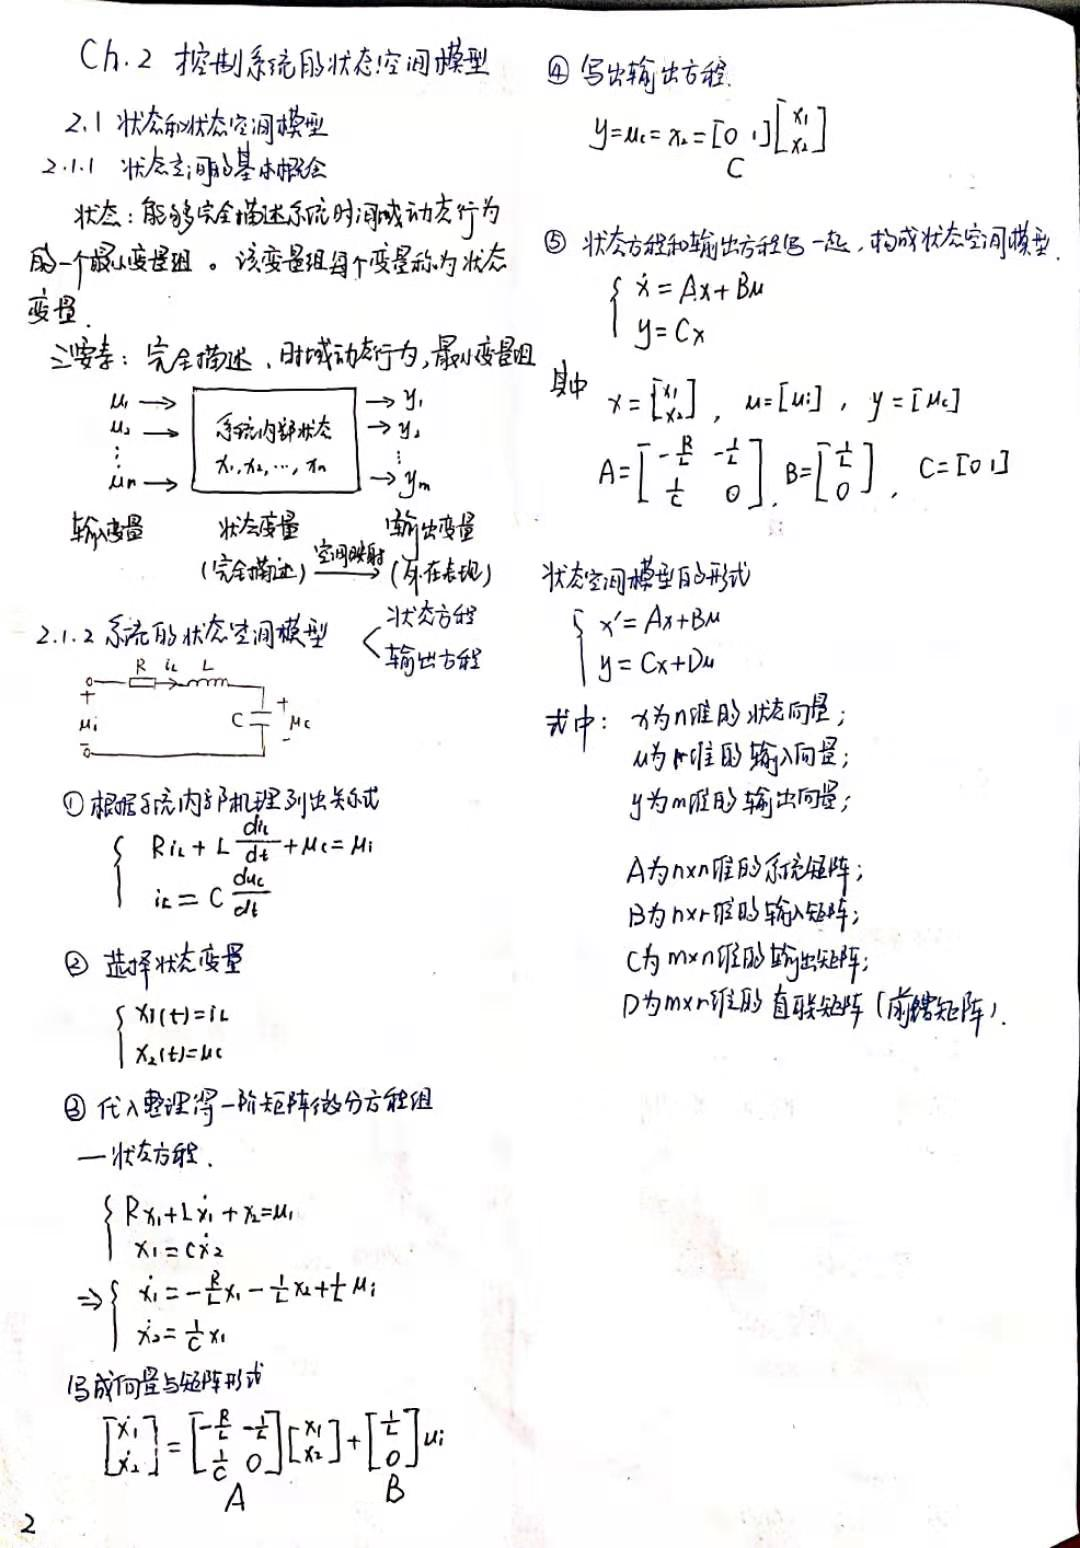 Ch.2 控制系统的状态空间模型
2.1 状态和状态空间模型
2.1.1 状态空间的基本概念
状态：能够完全描述系统时间域动态行为
的一个最小变量组。该变量组每个变量称为状态
变量.
三要素：完全描述、时域动态行为，最小变量组
u₁ → → y₁
u₂ → 系统内部状态 → y₂
⋮ x₁, x₂, ⋯, xₙ ⋮
un → → ym
输入变量 状态变量 输出变量
(完全描述) 空间映射 → (外在表现)
2.1.2 系统的状态空间模型 < 状态方程
输出方程
R iL L
+ C + uc
ui
- -
① 根据系统内部机理列出关系式
{ R iL + L diL/dt + uc = ui
iL = C duc/dt
② 选择状态变量
{ x₁(t) = iL
x₂(t) = uc
③ 代入整理得一阶矩阵微分方程组
— 状态方程.
{ Rx₁ + Lẋ₁ + x₂ = ui
x₁ = cẋ₂
⇒ { ẋ₁ = -R/L x₁ - 1/L x₂ + 1/L ui
ẋ₂ = 1/C x₁
写成向量与矩阵形式
[ẋ₁; ẋ₂] = [-R/L -1/L; 1/C 0] [x₁; x₂] + [1/L; 0] ui
A B
2
④ 写出输出方程.
y = uc = x₂ = [0 1] [x₁; x₂]
C
⑤ 状态方程和输出方程写一起，构成状态空间模型.
{ ẋ = Ax + Bu
y = Cx
其中 x = [x₁; x₂], u = [ui], y = [uc]
A = [-R/L -1/L; 1/C 0], B = [1/L; 0], C = [0 1]
状态空间模型的形式
{ x′ = Ax + Bu
y = Cx + Du
式中： x为n维的状态向量；
u为r维的输入向量；
y为m维的输出向量；
A为n×n维的系统矩阵；
B为n×r维的输入矩阵；
C为m×n维的输出矩阵；
D为m×r维的直联矩阵(前馈矩阵).